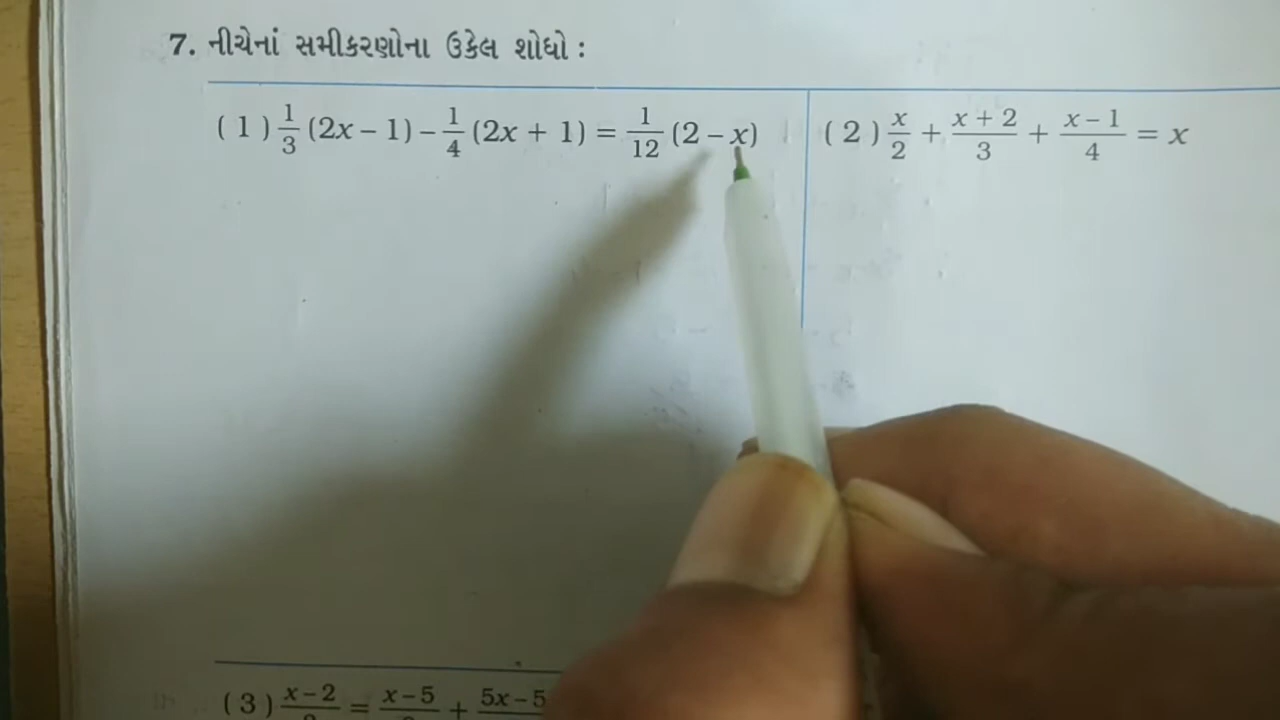 7. નીચેનાં સમીકરણોના ઉકેલ શોધો :
( 1 ) 1/3 (2x – 1) – 1/4 (2x + 1) = 1/12 (2 – x)
( 2 ) x/2 + x + 2/3 + x – 1/4 = x
( 3 ) x – 2 = x – 5 + 5x – 5